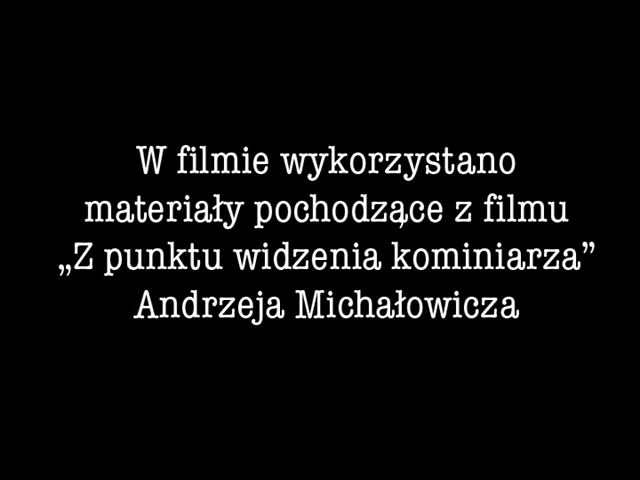 W filmie wykorzystano
materiały pochodzące z filmu
„Z punktu widzenia kominiarza”
Andrzeja Michałowicza